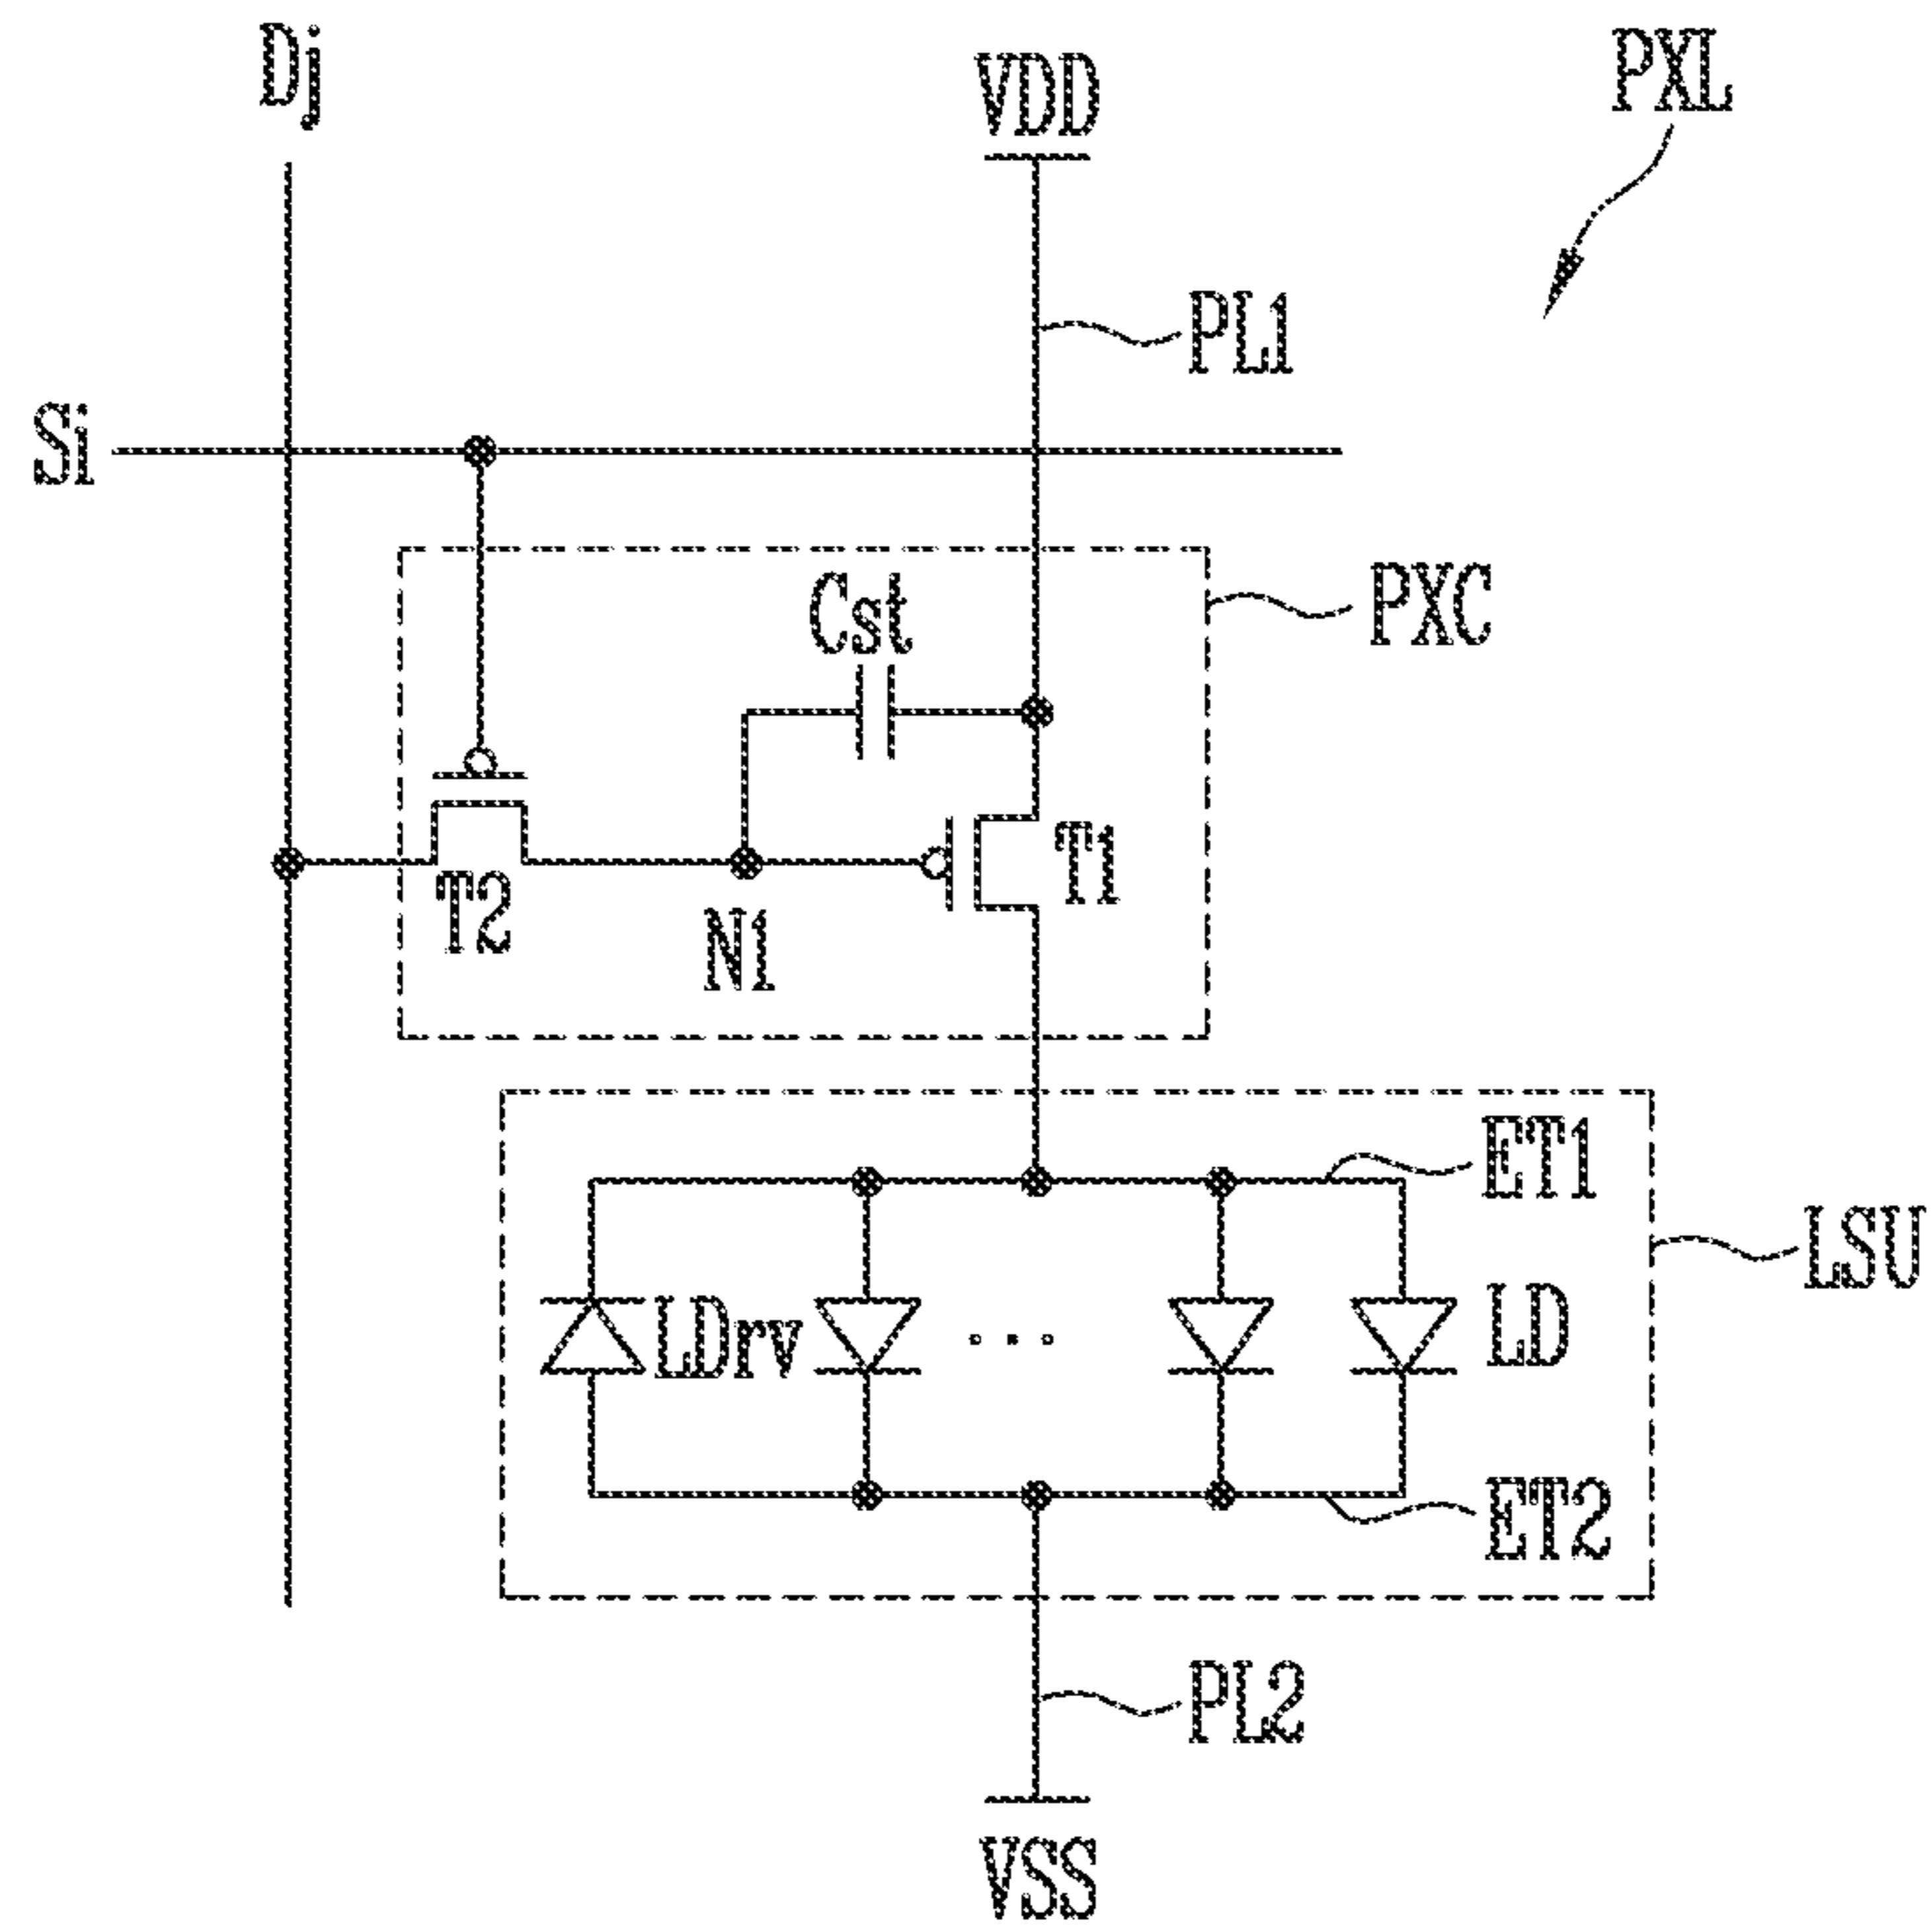 Dj
VDD
PXL
PL1
Si
PXC
Cst
T1
T2
N1
ET1
LSU
LDrv
...
LD
ET2
PL2
VSS